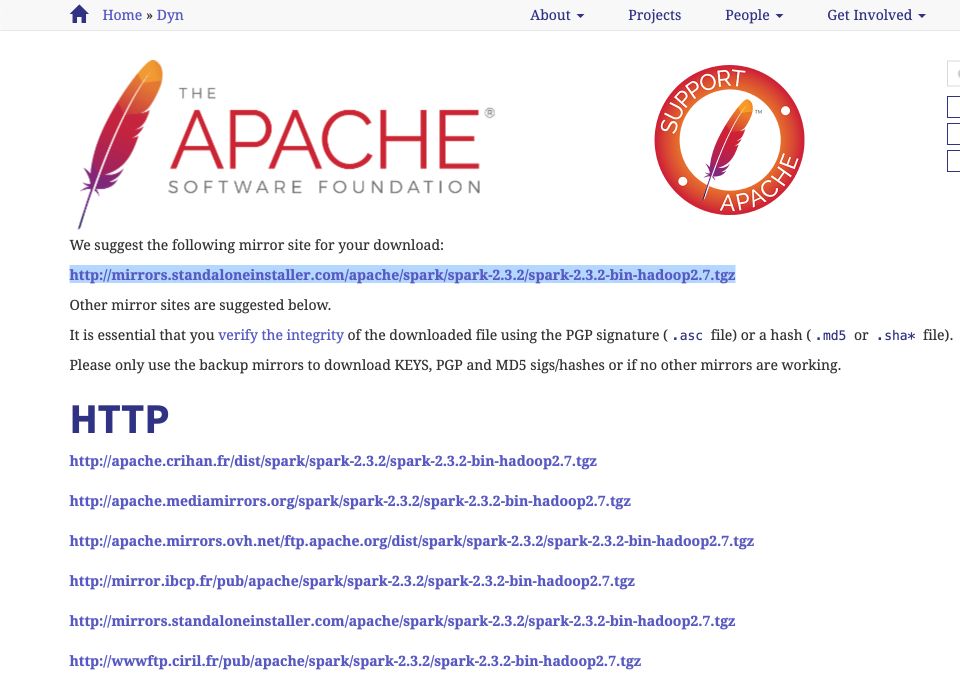 Home » Dyn
About
Projects
People
Get Involved
THE
APACHE®
SOFTWARE FOUNDATION
SUPPORT
APACHE
TM
We suggest the following mirror site for your download:
http://mirrors.standaloneinstaller.com/apache/spark/spark-2.3.2/spark-2.3.2-bin-hadoop2.7.tgz
Other mirror sites are suggested below.
It is essential that you verify the integrity of the downloaded file using the PGP signature ( .asc file) or a hash ( .md5 or .sha* file).
Please only use the backup mirrors to download KEYS, PGP and MD5 sigs/hashes or if no other mirrors are working.
HTTP
http://apache.crihan.fr/dist/spark/spark-2.3.2/spark-2.3.2-bin-hadoop2.7.tgz
http://apache.mediamirrors.org/spark/spark-2.3.2/spark-2.3.2-bin-hadoop2.7.tgz
http://apache.mirrors.ovh.net/ftp.apache.org/dist/spark/spark-2.3.2/spark-2.3.2-bin-hadoop2.7.tgz
http://mirror.ibcp.fr/pub/apache/spark/spark-2.3.2/spark-2.3.2-bin-hadoop2.7.tgz
http://mirrors.standaloneinstaller.com/apache/spark/spark-2.3.2/spark-2.3.2-bin-hadoop2.7.tgz
http://wwwftp.ciril.fr/pub/apache/spark/spark-2.3.2/spark-2.3.2-bin-hadoop2.7.tgz